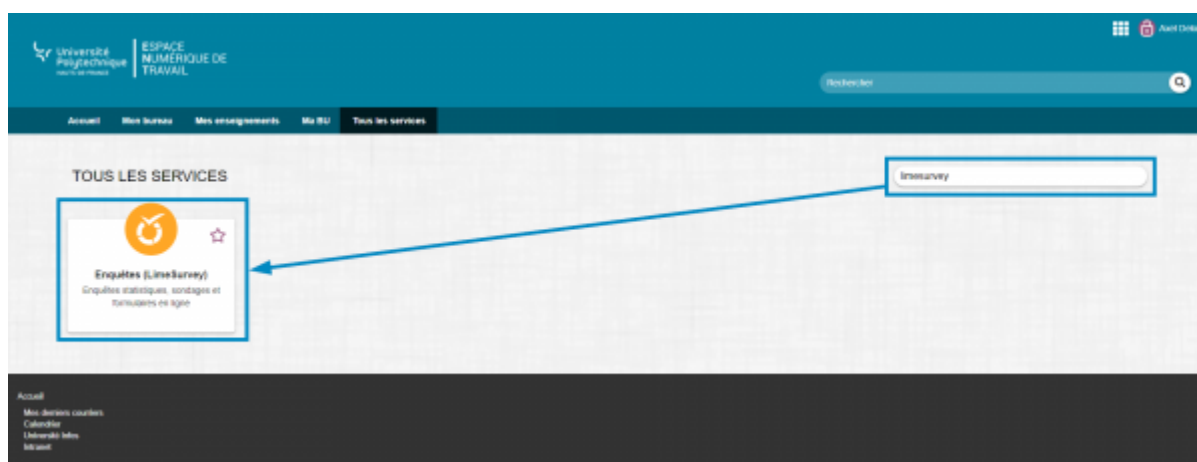 Université
Polytechnique
HAUTS-DE-FRANCE
ESPACE
NUMÉRIQUE DE
TRAVAIL
Axel
Rechercher
Accueil Mon bureau Mes enseignements Ma BU Tous les services
TOUS LES SERVICES
limesurvey
Enquêtes (LimeSurvey)
Enquêtes statistiques, sondages et
formulaires en ligne
Accueil
Mes derniers courriers
Calendrier
Université Infos
Intranet